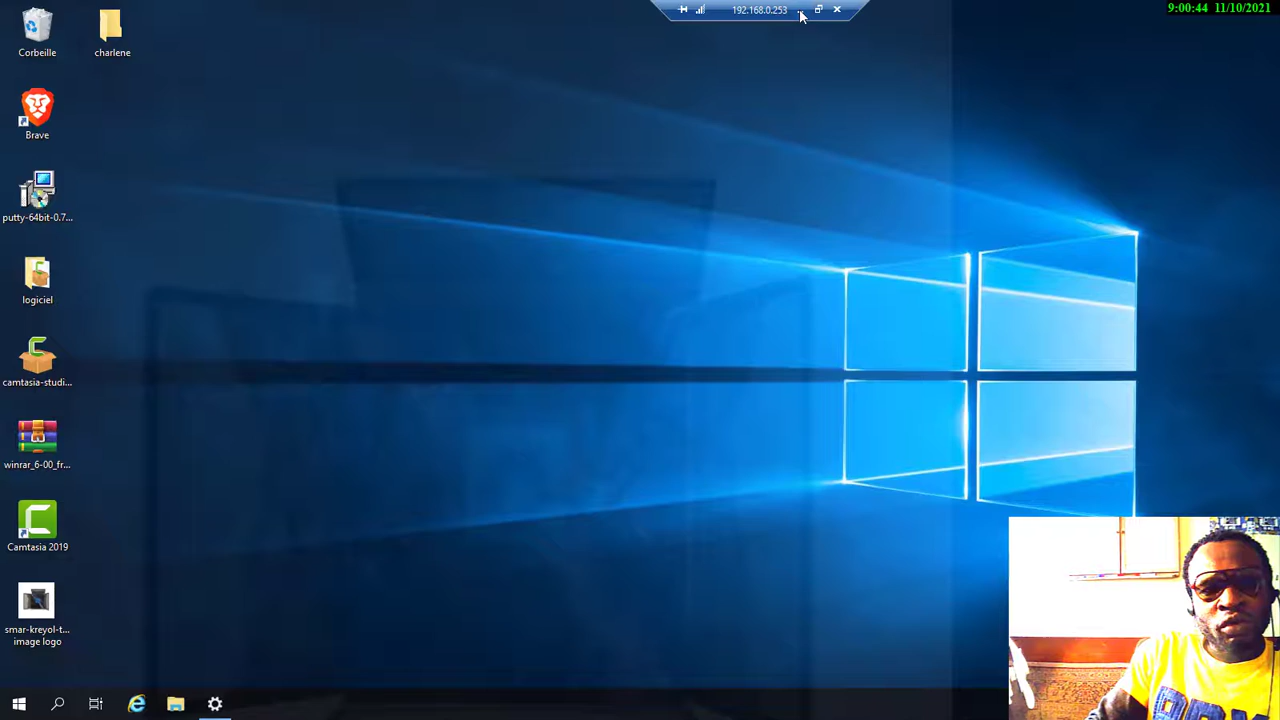 192.168.0.253
9:00:44 11/10/2021
Corbeille
charlene
Brave
putty-64bit-0.7...
logiciel
camtasia-studi...
winrar_6-00_fr...
Camtasia 2019
smar-kreyol-t...
image logo